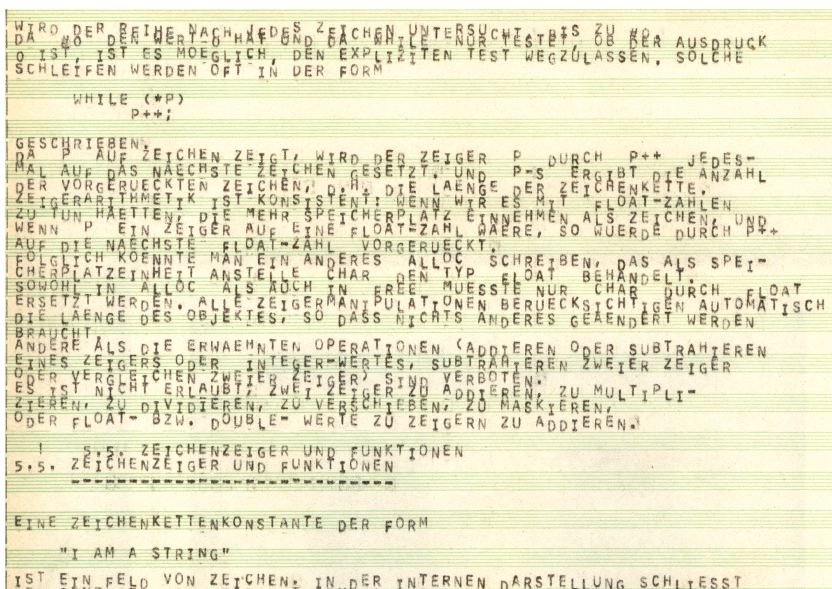 WIRD DER REIHE NACH JEDES ZEICHEN UNTERSUCHT, BIS ZU \0.
DA \0 DEN WERT O HAT UND DA WHILE NUR TESTET, OB DER AUSDRUCK
O IST, IST ES MOEGLICH, DEN EXPLIZITEN TEST WEGZULASSEN. SOLCHE
SCHLEIFEN WERDEN OFT IN DER FORM
WHILE (*P)
P++;
GESCHRIEBEN.
DA P AUF ZEICHEN ZEIGT, WIRD DER ZEIGER P DURCH P++ JEDES-
MAL AUF DAS NAECHSTE ZEICHEN GESETZT. UND P-S ERGIBT DIE ANZAHL
DER VORGERUECKTEN ZEICHEN, D.H. DIE LAENGE DER ZEICHENKETTE.
ZEIGERARITHMETIK IST KONSISTENT: WENN WIR ES MIT FLOAT-ZAHLEN
ZU TUN HAETTEN, DIE MEHR SPEICHERPLATZ EINNEHMEN ALS ZEICHEN, UND
WENN P EIN ZEIGER AUF EINE FLOAT-ZAHL WAERE, SO WUERDE DURCH P++
AUF DIE NAECHSTE FLOAT-ZAHL VORGERUECKT.
FOLGLICH KOENNTE MAN EIN ANDERES ALLOC SCHREIBEN, DAS ALS SPEI-
CHERPLATZEINHEIT ANSTELLE CHAR DEN TYP FLOAT BEHANDELT.
SOWOHL IN ALLOC ALS AUCH IN FREE MUESSTE NUR CHAR DURCH FLOAT
ERSETZT WERDEN. ALLE ZEIGERMANIPULATIONEN BERUECKSICHTIGEN AUTOMATISCH
DIE LAENGE DES OBJEKTES, SO DASS NICHTS ANDERES GEAENDERT WERDEN
BRAUCHT.
ANDERE ALS DIE ERWAEHNTEN OPERATIONEN (ADDIEREN ODER SUBTRAHIEREN
EINES ZEIGERS ODER INTEGER-WERTES, SUBTRAHIEREN ZWEIER ZEIGER
ODER VERGLEICHEN ZWEIER ZEIGER) SIND VERBOTEN.
ES IST NICHT ERLAUBT, ZWEI ZEIGER ZU ADDIEREN, ZU MULTIPLI-
ZIEREN, ZU DIVIDIEREN, ZU VERSCHIEBEN, ZU MASKIEREN,
ODER FLOAT- BZW. DOUBLE- WERTE ZU ZEIGERN ZU ADDIEREN.
! 5.5. ZEICHENZEIGER UND FUNKTIONEN
5.5. ZEICHENZEIGER UND FUNKTIONEN
---------------------------------
EINE ZEICHENKETTENKONSTANTE DER FORM
"I AM A STRING"
IST EIN FELD VON ZEICHEN. IN DER INTERNEN DARSTELLUNG SCHLIESST